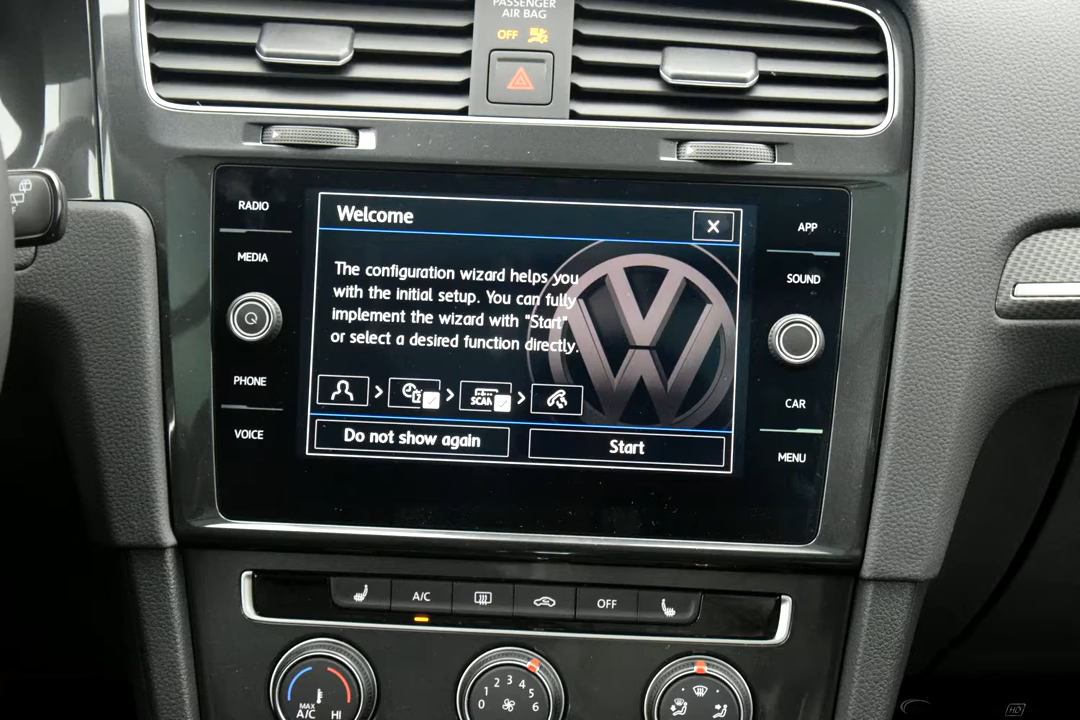 PASSENGER
AIR BAG
OFF
RADIO
MEDIA
PHONE
VOICE
Welcome
The configuration wizard helps you
with the initial setup. You can fully
implement the wizard with "Start"
or select a desired function directly.
SCAN
Do not show again
Start
APP
SOUND
CAR
MENU
A/C
OFF
MAX
A/C
HI
0
1
2
3
4
5
6
HD